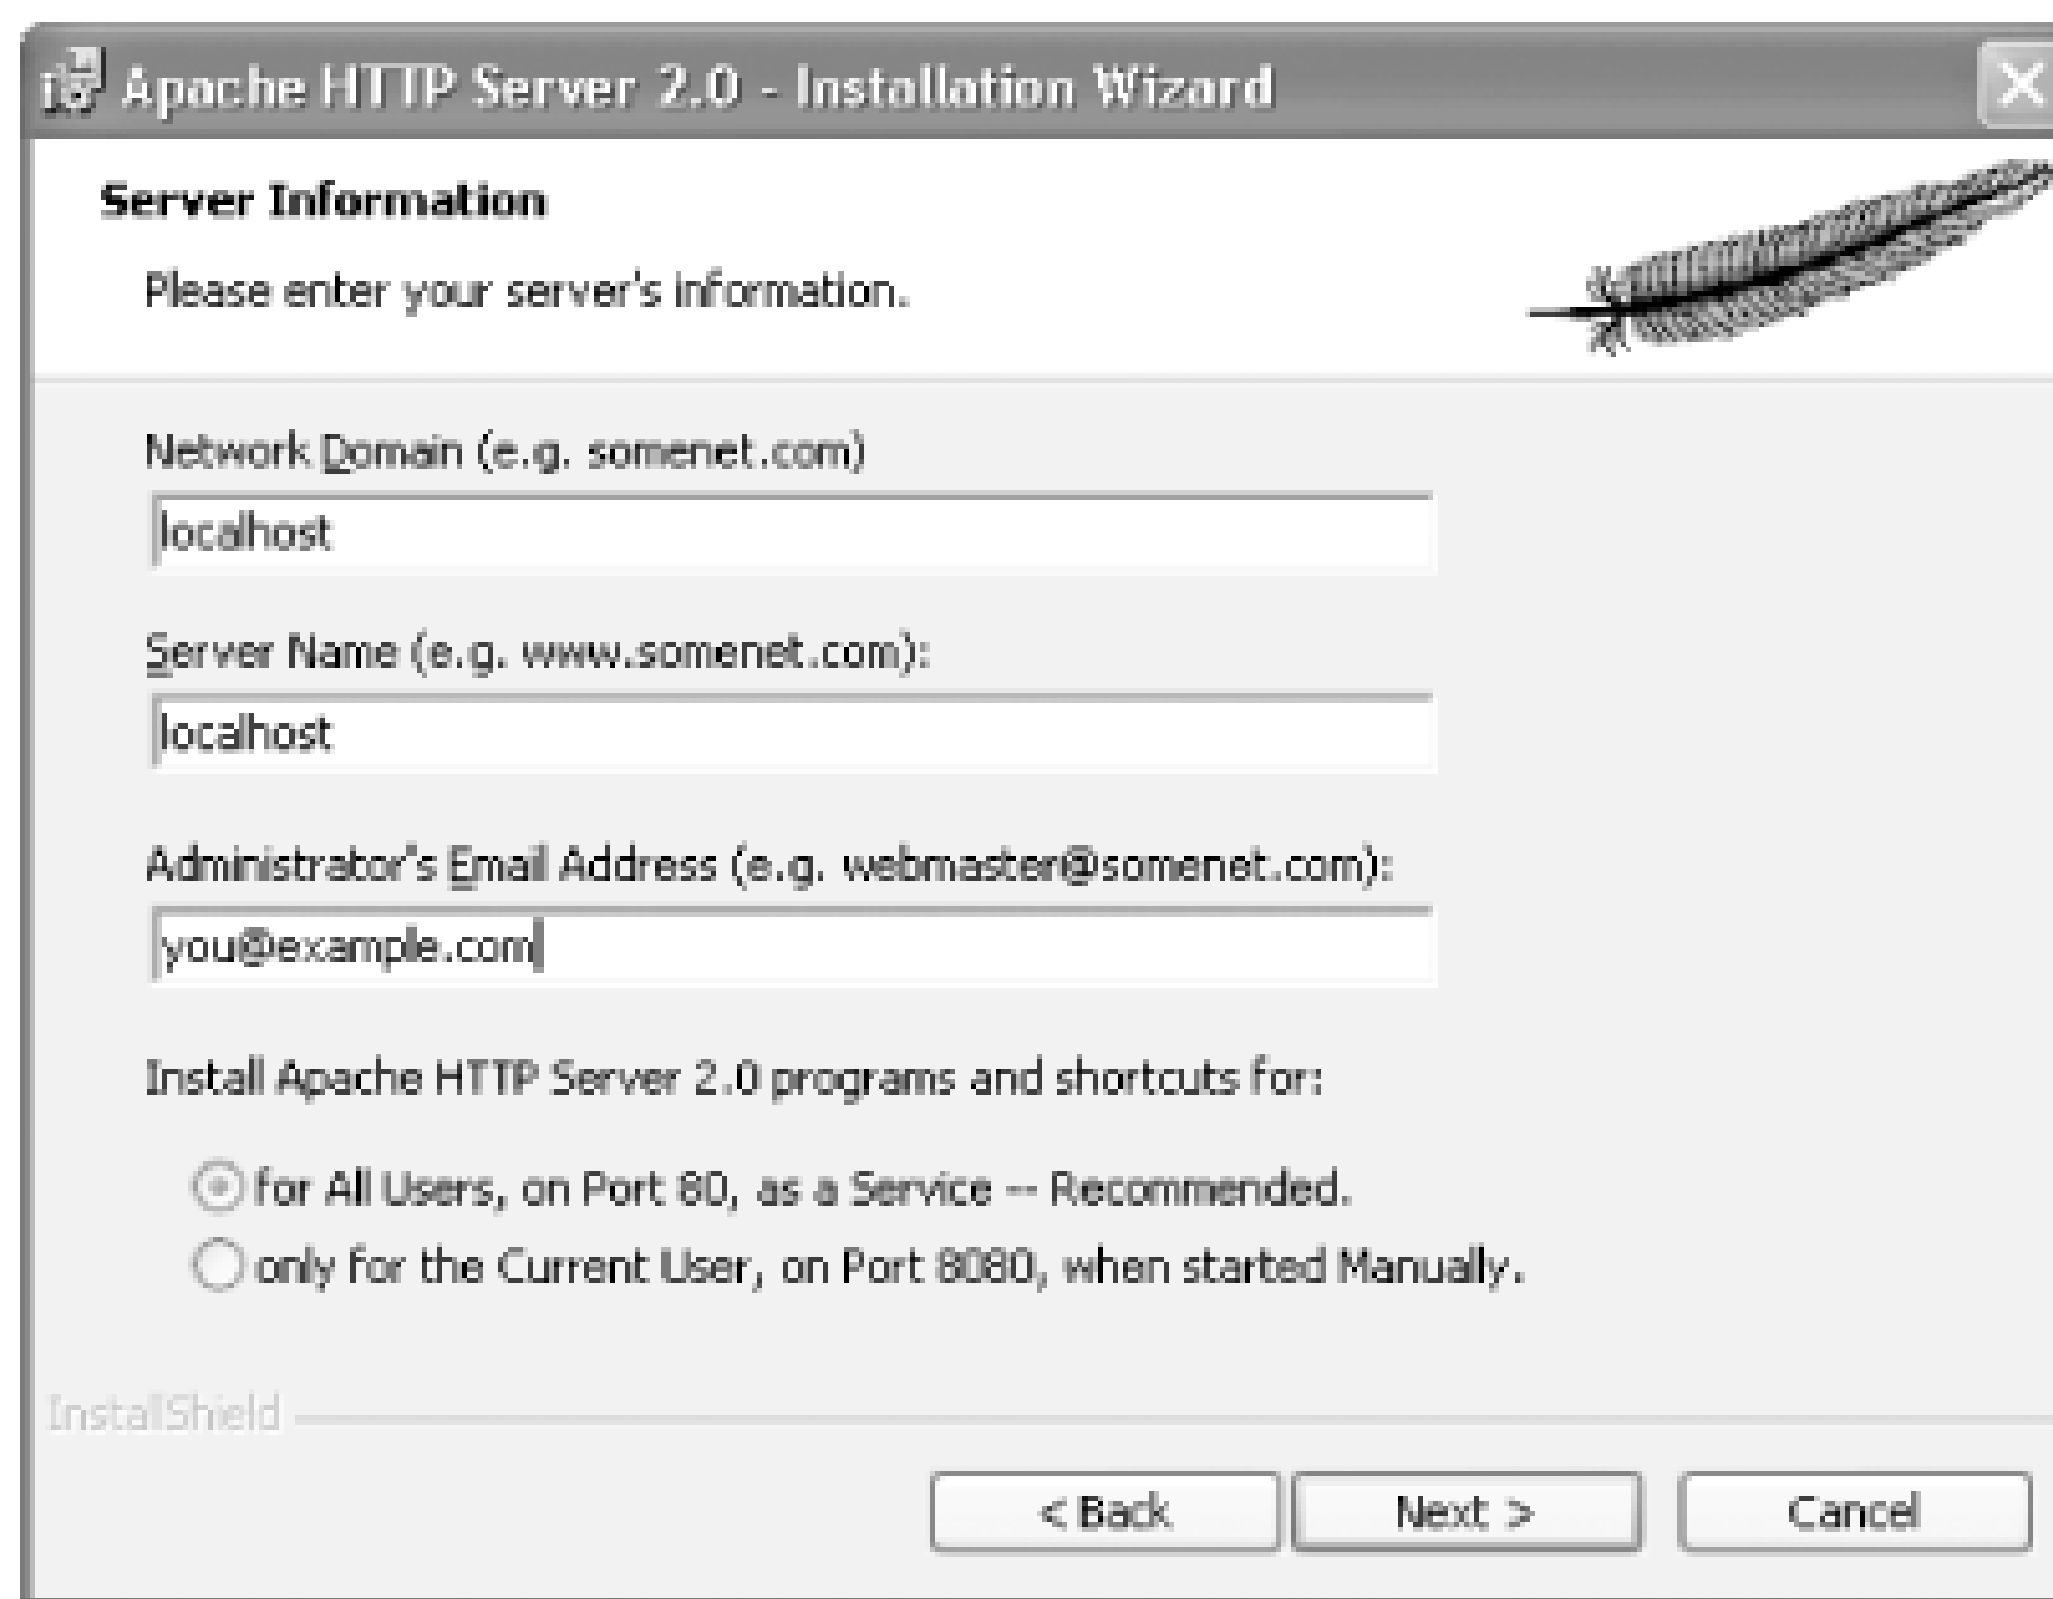 Apache HTTP Server 2.0 - Installation Wizard
Server Information
Please enter your server's information.
Network Domain (e.g. somenet.com)
localhost
Server Name (e.g. www.somenet.com):
localhost
Administrator's Email Address (e.g. webmaster@somenet.com):
you@example.com
Install Apache HTTP Server 2.0 programs and shortcuts for:
for All Users, on Port 80, as a Service -- Recommended.
only for the Current User, on Port 8080, when started Manually.
InstallShield
< Back Next > Cancel